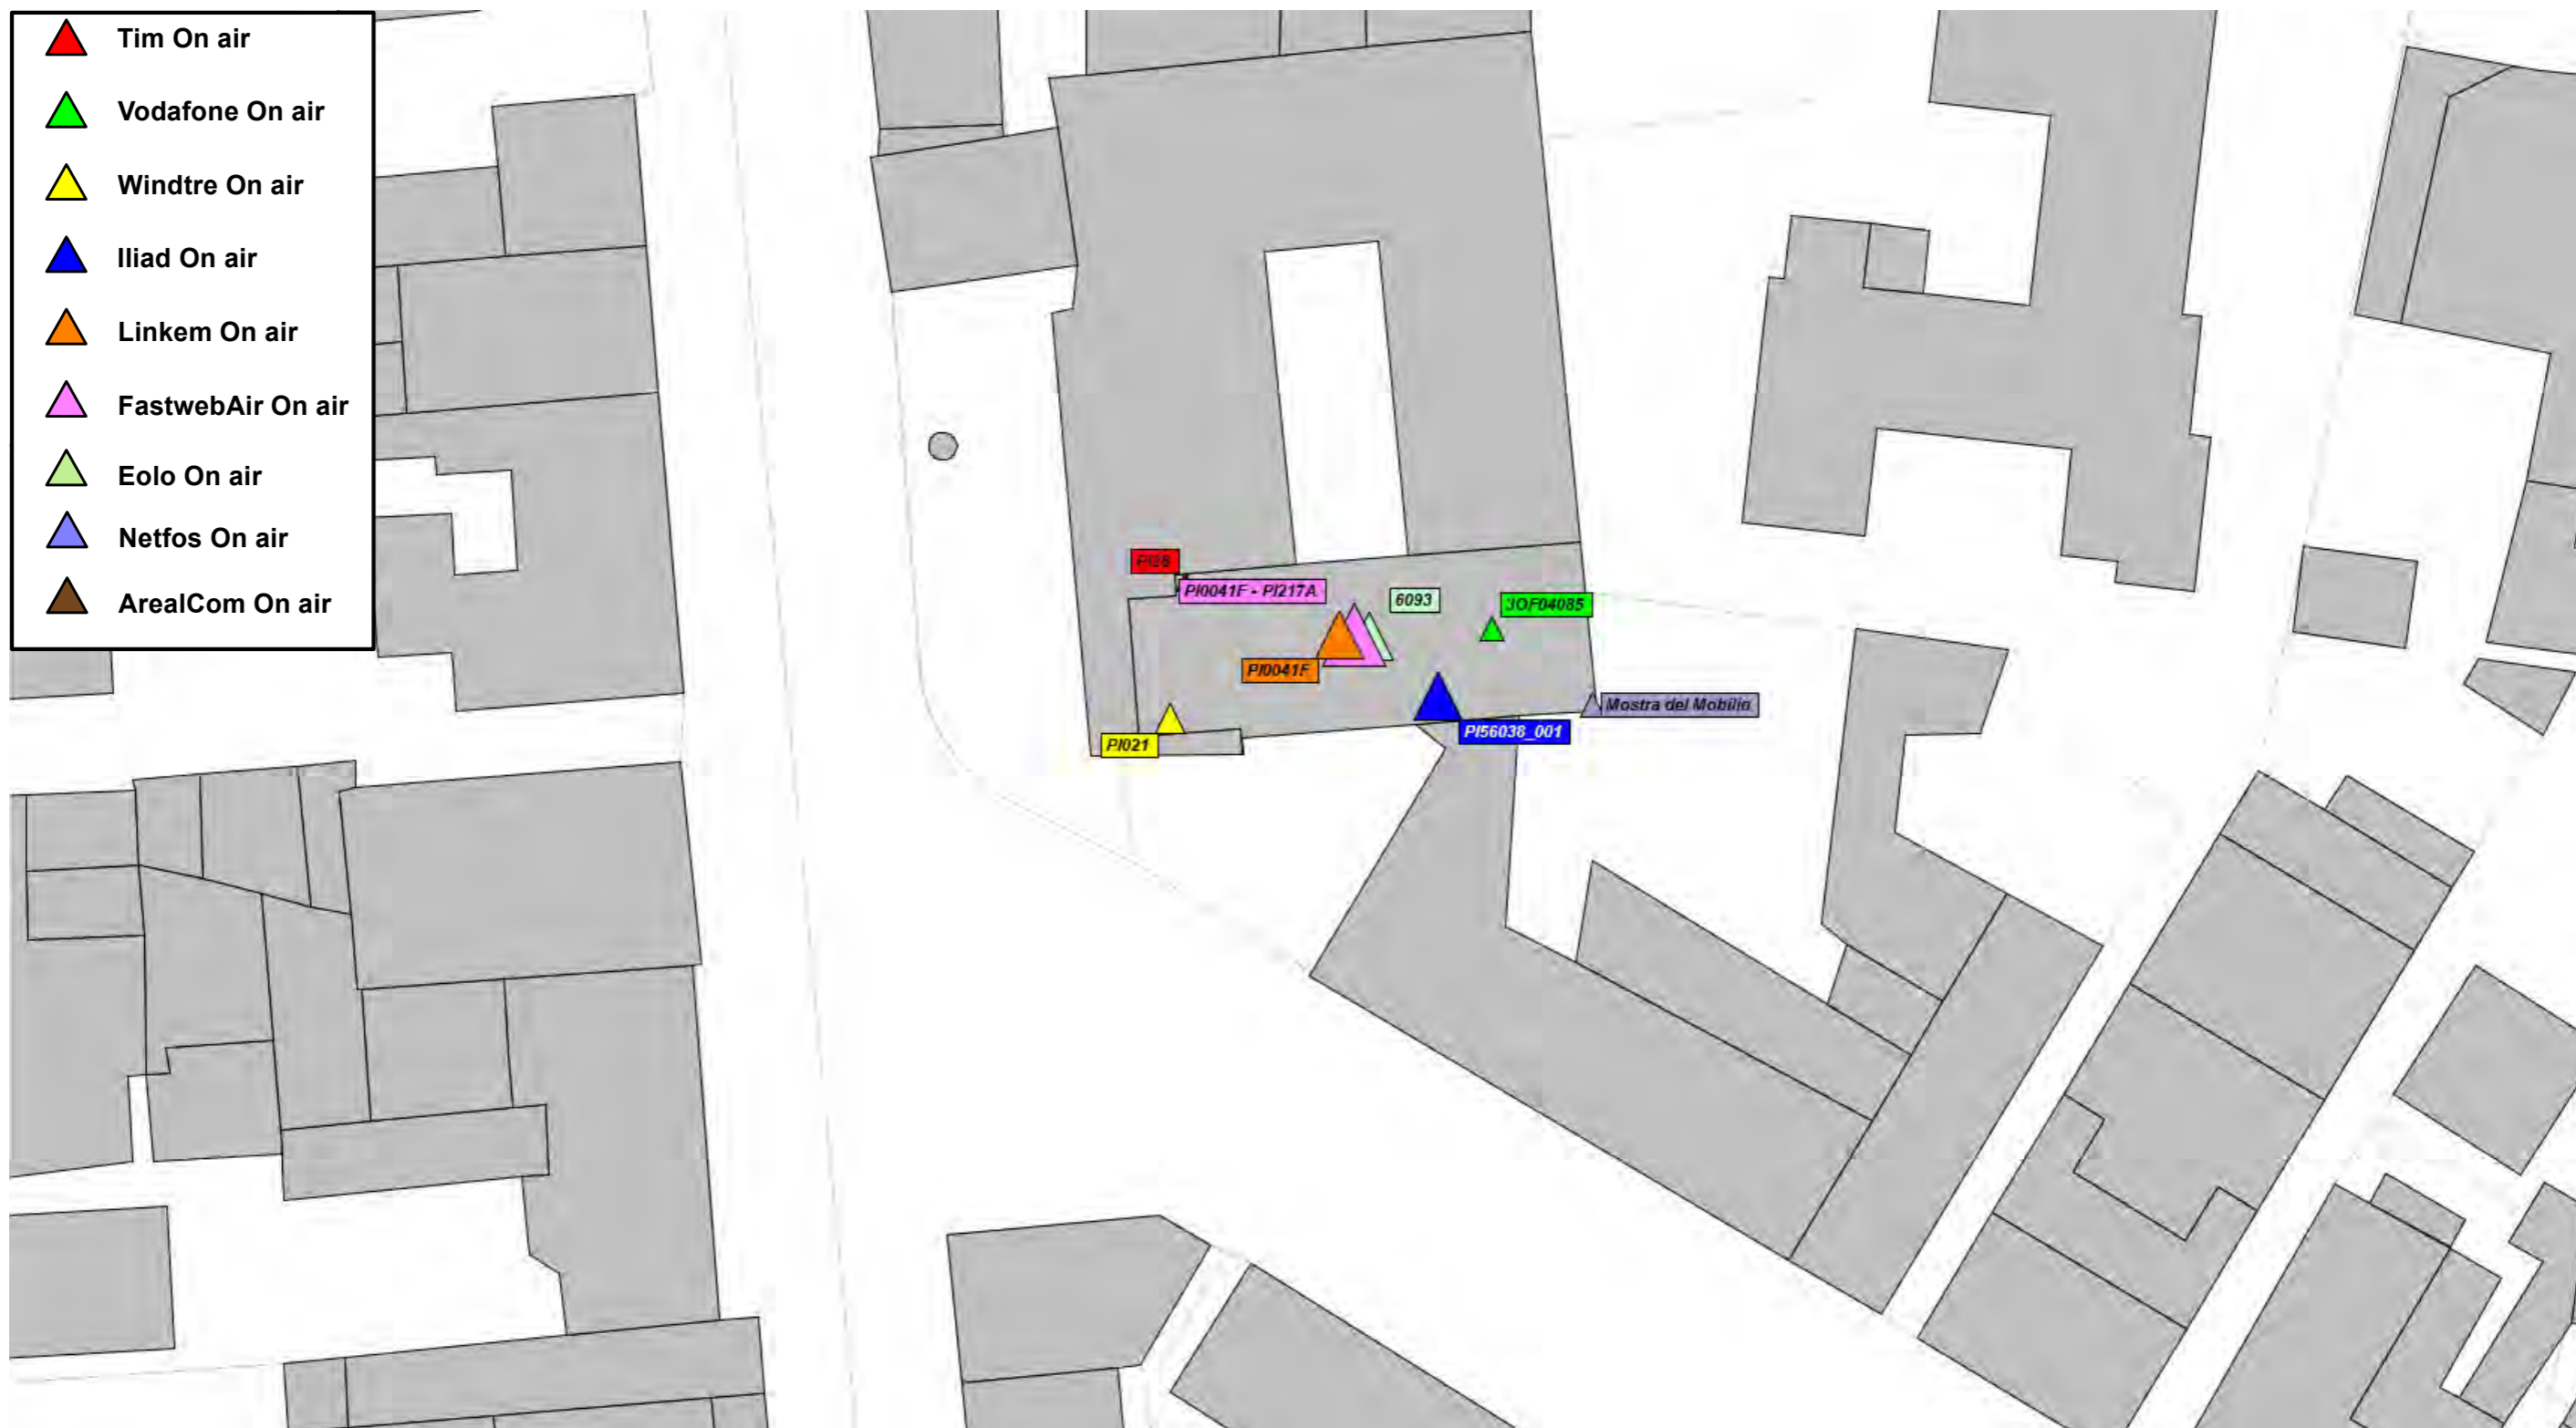 Tim On air
Vodafone On air
Windtre On air
Iliad On air
Linkem On air
FastwebAir On air
Eolo On air
Netfos On air
ArealCom On air
PI28
PI0041F - PI217A
6093
3OF04085
PI0041F
Mostra del Mobilio
PI56038_001
PI021